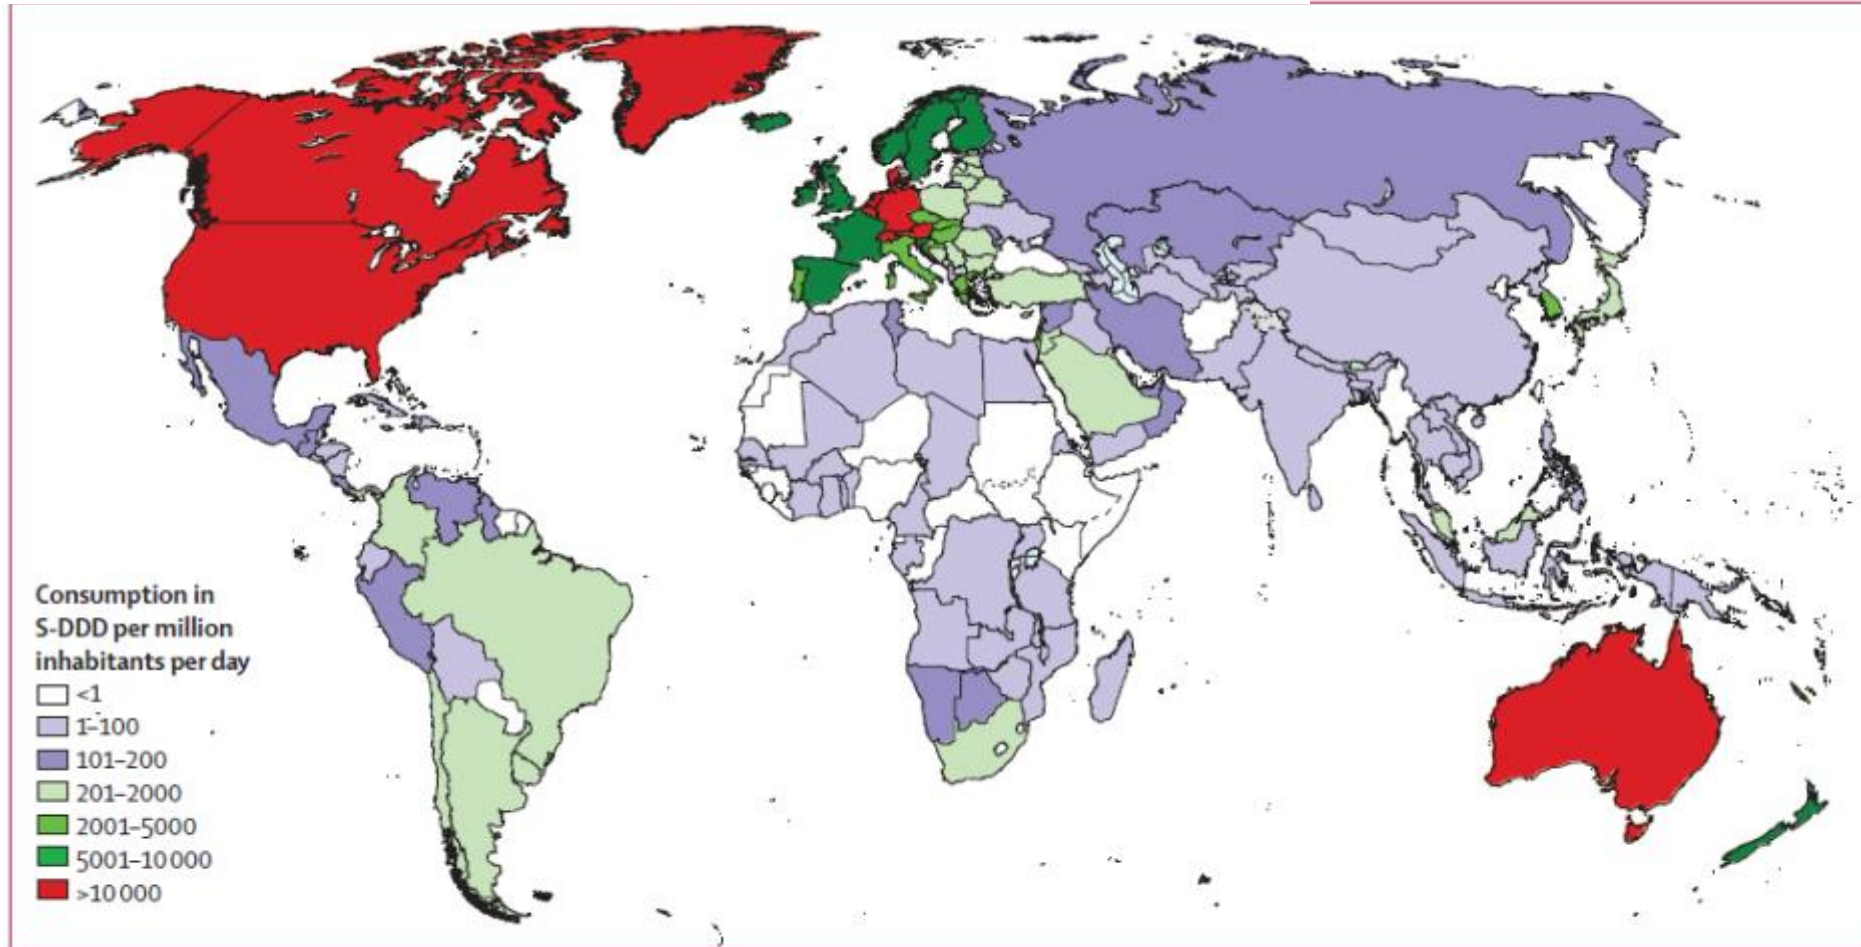 Consumption in
S-DDD per million
inhabitants per day
<1
1–100
101–200
201–2000
2001–5000
5001–10 000
>10 000